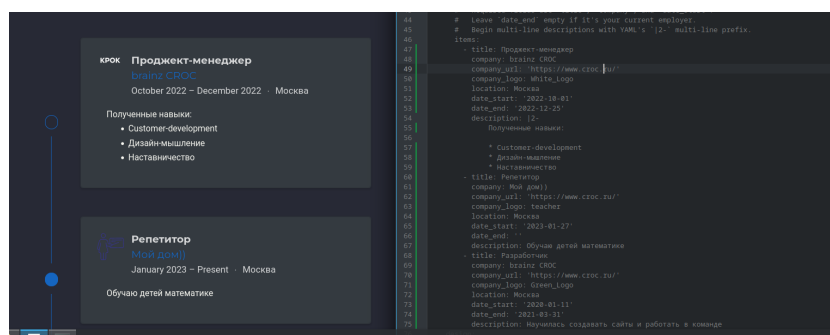 КРОК
Проджект-менеджер
brainz CROC
October 2022 – December 2022 · Москва
Полученные навыки:
• Customer-development
• Дизайн-мышление
• Наставничество
Репетитор
Мой дом))
January 2023 – Present · Москва
Обучаю детей математике
44 # Leave `date_end` empty if it's your current employer.
45 # Begin multi-line descriptions with YAML's `|2-` multi-line prefix.
46 items:
47 - title: Проджект-менеджер
48 company: brainz CROC
49 company_url: 'https://www.croc.ru/'
50 company_logo: White_Logo
51 location: Москва
52 date_start: '2022-10-01'
53 date_end: '2022-12-25'
54 description: |2-
55 Полученные навыки:
56
57 * Customer-development
58 * Дизайн-мышление
59 * Наставничество
60 - title: Репетитор
61 company: Мой дом))
62 company_url: 'https://www.croc.ru/'
63 company_logo: teacher
64 location: Москва
65 date_start: '2023-01-27'
66 date_end: ''
67 description: Обучаю детей математике
68 - title: Разработчик
69 company: brainz CROC
70 company_url: 'https://www.croc.ru/'
71 company_logo: Green_Logo
72 location: Москва
73 date_start: '2020-01-11'
74 date_end: '2021-03-31'
75 description: Научилась создавать сайты и работать в команде